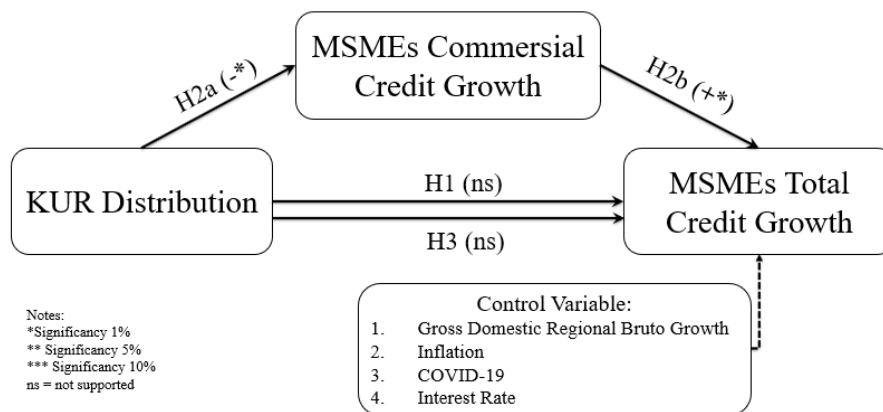 MSMEs Commersial
Credit Growth
H2a (-*)
H2b (+*)
KUR Distribution
H1 (ns)
H3 (ns)
MSMEs Total
Credit Growth
Control Variable:
1. Gross Domestic Regional Bruto Growth
2. Inflation
3. COVID-19
4. Interest Rate
Notes:
*Significancy 1%
** Significancy 5%
*** Significancy 10%
ns = not supported